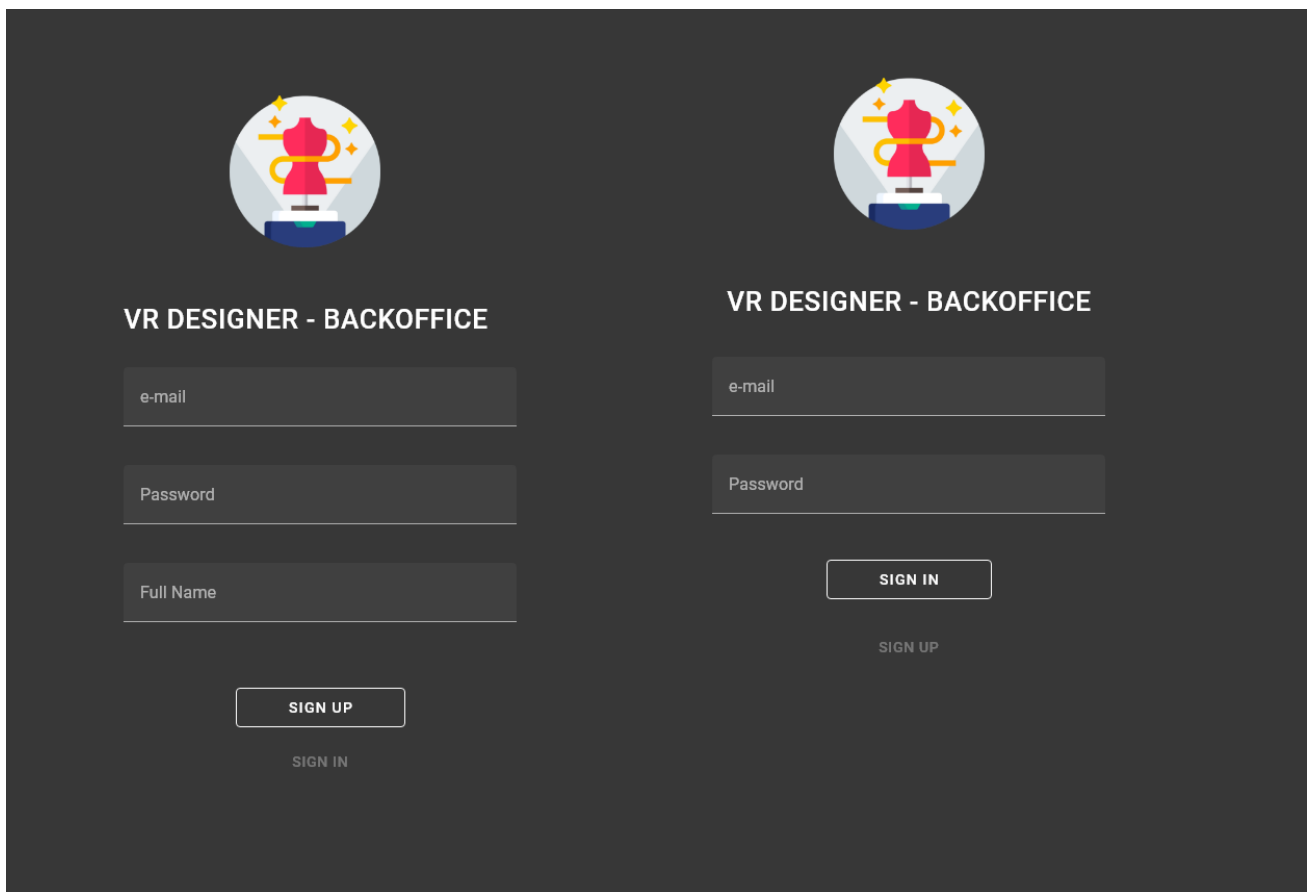 VR DESIGNER - BACKOFFICE
e-mail
Password
Full Name
SIGN UP
SIGN IN
VR DESIGNER - BACKOFFICE
e-mail
Password
SIGN IN
SIGN UP